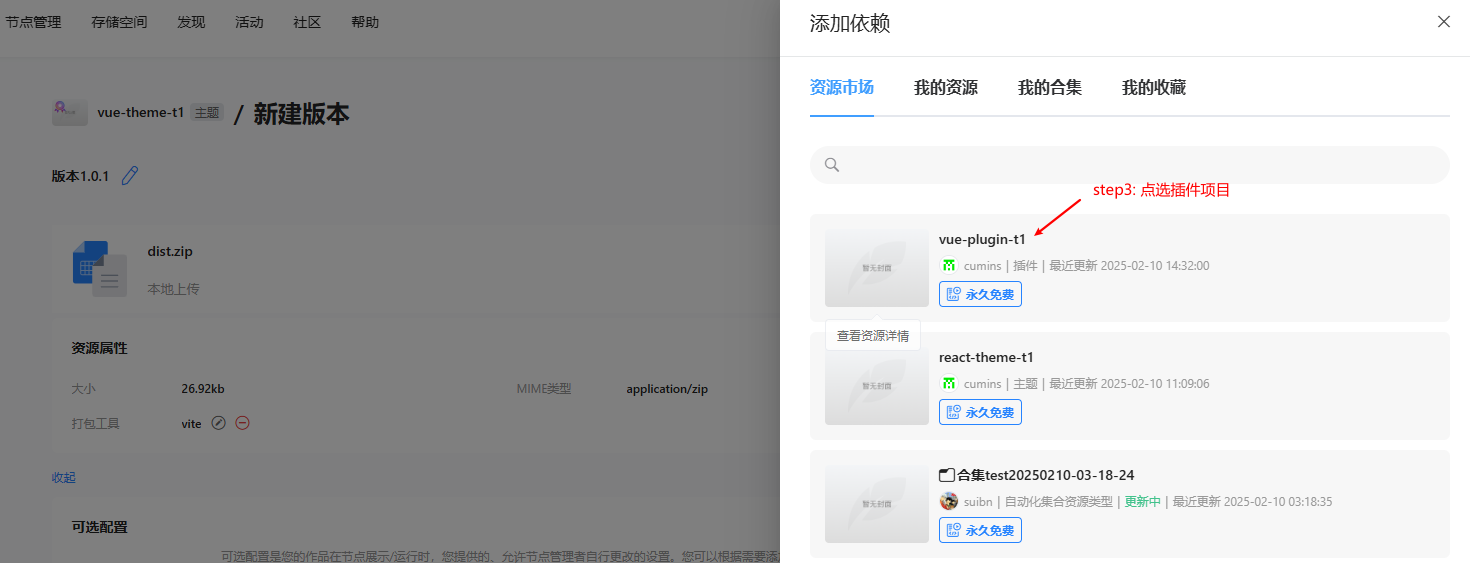 节点管理 存储空间 发现 活动 社区 帮助
vue-theme-t1 主题 / 新建版本
版本1.0.1
dist.zip
本地上传
资源属性
大小 26.92kb MIME类型 application/zip
打包工具 vite
收起
可选配置
可选配置是您的作品在节点展示/运行时，您提供的、允许节点管理者自行更改的设置。您可以根据需要添
添加依赖
资源市场 我的资源 我的合集 我的收藏
step3: 点选插件项目
暂无封面
vue-plugin-t1
cumins | 插件 | 最近更新 2025-02-10 14:32:00
永久免费
查看资源详情
暂无封面
react-theme-t1
cumins | 主题 | 最近更新 2025-02-10 11:09:06
永久免费
暂无封面
合集test20250210-03-18-24
suibn | 自动化集合资源类型 | 更新中 | 最近更新 2025-02-10 03:18:35
永久免费